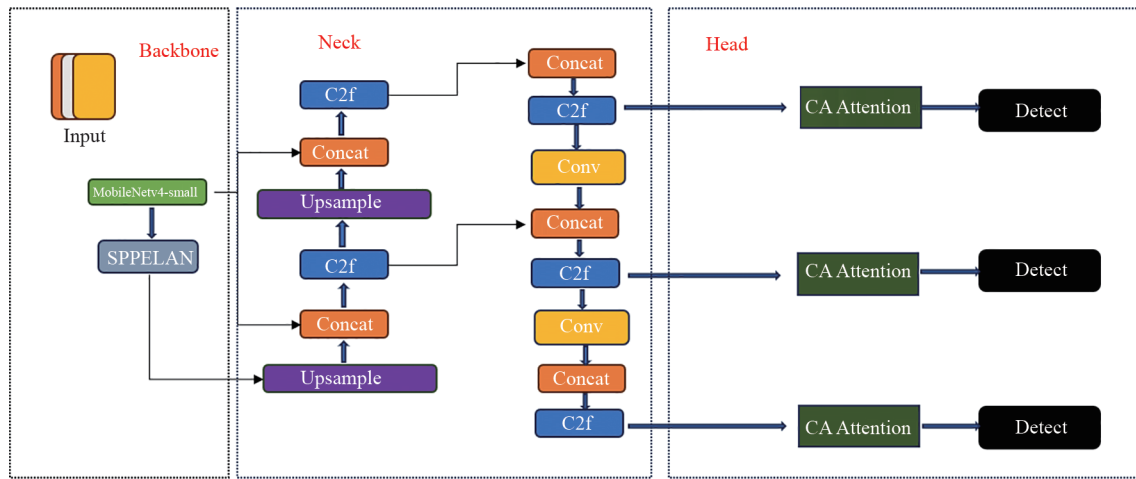 Backbone
Input
MobileNetv4-small
SPPELAN
Neck
C2f
Concat
Upsample
C2f
Concat
Upsample
Concat
C2f
Conv
Concat
C2f
Conv
Concat
C2f
Head
CA Attention
Detect
CA Attention
Detect
CA Attention
Detect